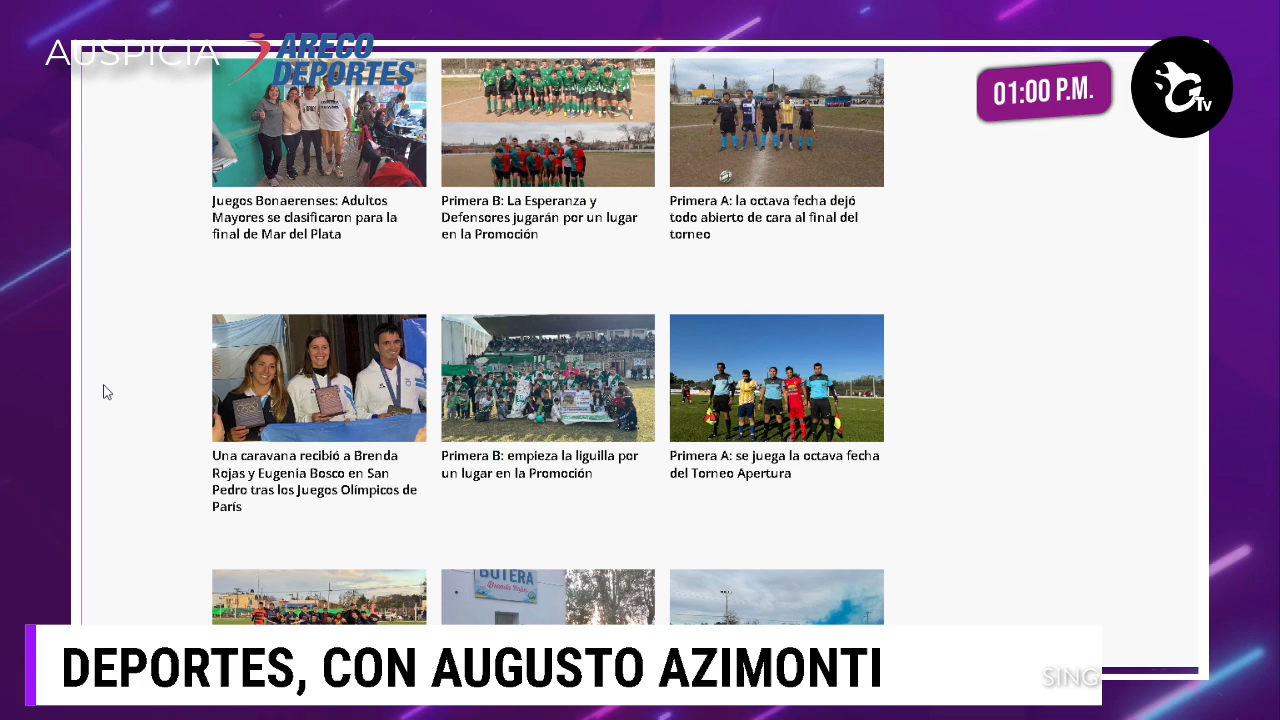 AUSPICIA
ARECO
DEPORTES
01:00 P.M.
G Tv
Juegos Bonaerenses: Adultos
Mayores se clasificaron para la
final de Mar del Plata
Primera B: La Esperanza y
Defensores jugarán por un lugar
en la Promoción
Primera A: la octava fecha dejó
todo abierto de cara al final del
torneo
Una caravana recibió a Brenda
Rojas y Eugenia Bosco en San
Pedro tras los Juegos Olímpicos de
París
Primera B: empieza la liguilla por
un lugar en la Promoción
Primera A: se juega la octava fecha
del Torneo Apertura
BOTERA
Brenda Rojas
DEPORTES, CON AUGUSTO AZIMONTI
SING